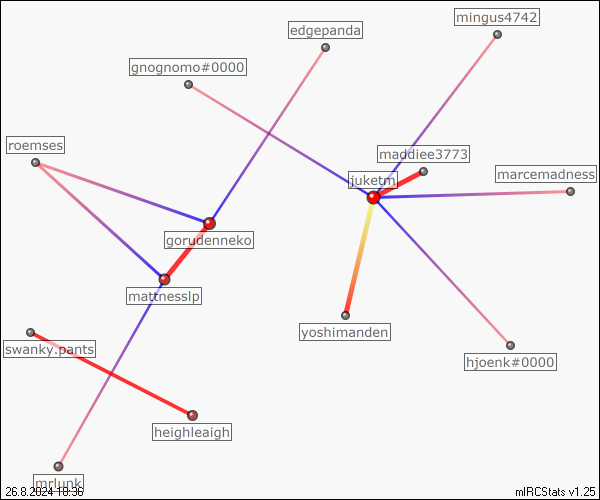 mingus4742
edgepanda
gnognomo#0000
roemses
maddiee3773
marcemadness
juketm
gorudenneko
mattnesslp
yoshimanden
swanky.pants
hjoenk#0000
heighleaigh
mrlunk
26.8.2024 10:36
mIRCStats v1.25